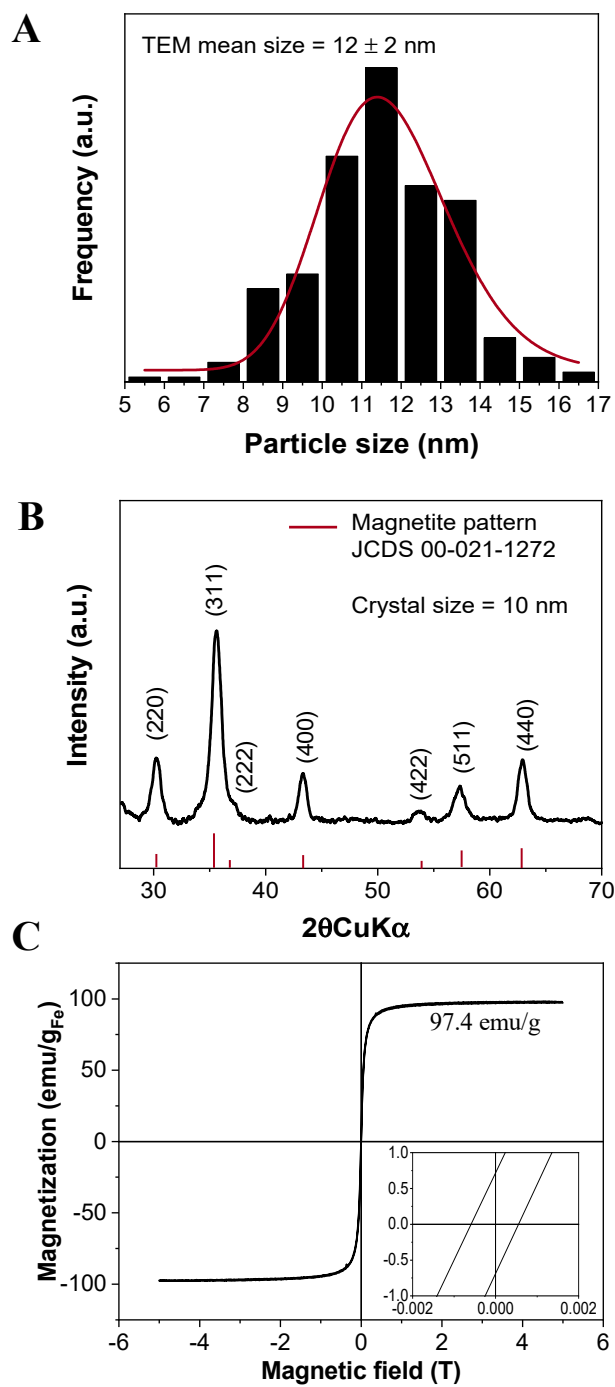 A
TEM mean size = 12 ± 2 nm
Frequency (a.u.)
5 6 7 8 9 10 11 12 13 14 15 16 17
Particle size (nm)
B
Magnetite pattern
JCDS 00-021-1272
Crystal size = 10 nm
Intensity (a.u.)
(220)
(311)
(222)
(400)
(422)
(511)
(440)
30 40 50 60 70
2θCuKα
C
Magnetization (emu/gFe)
100
50
0
-50
-100
97.4 emu/g
1.0
0.5
0.0
-0.5
-1.0
-0.002 0.000 0.002
-6 -4 -2 0 2 4 6
Magnetic field (T)